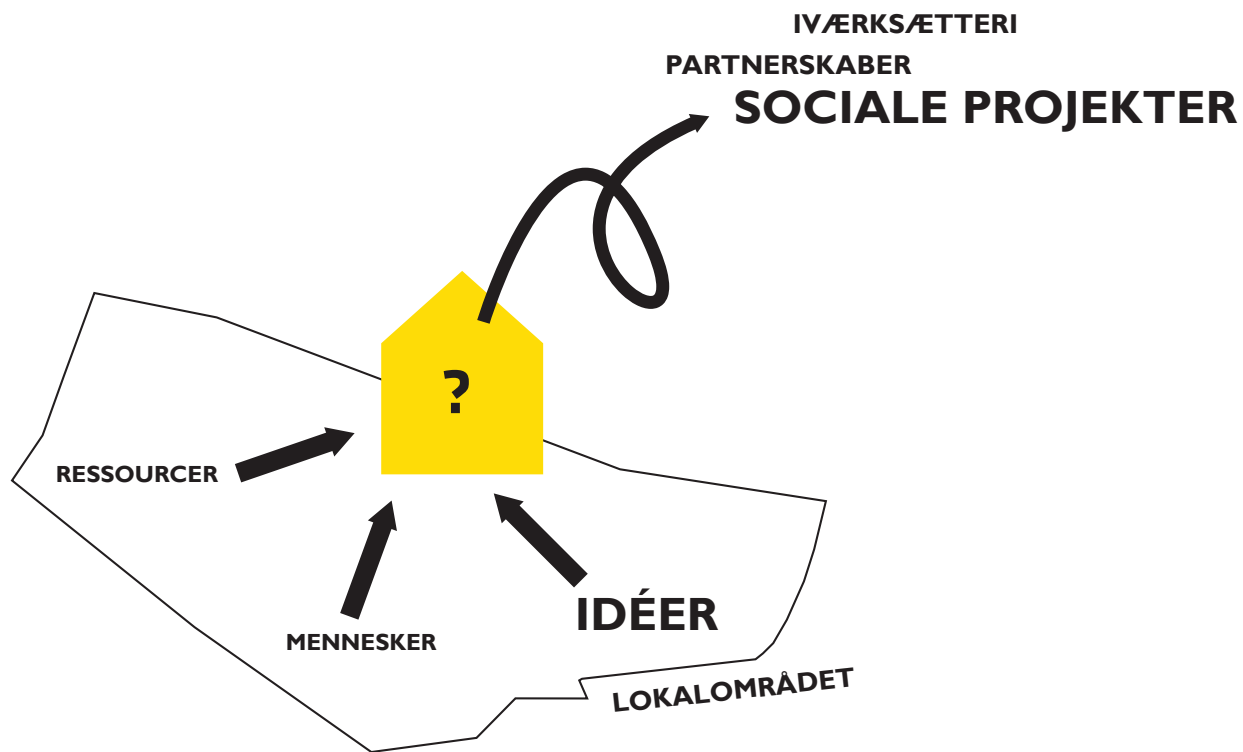 IVÆRKSÆTTERI
PARTNERSKABER
SOCIALE PROJEKTER
?
RESSOURCER
IDÉER
MENNESKER
LOKALOMRÅDET